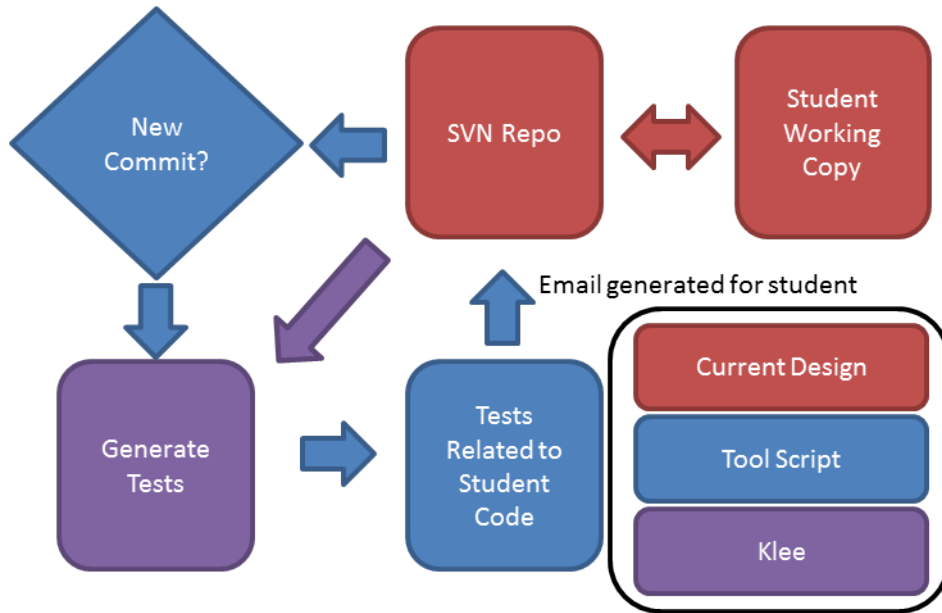 New
Commit?
SVN Repo
Student
Working
Copy
Email generated for student
Generate
Tests
Tests
Related to
Student
Code
Current Design
Tool Script
Klee